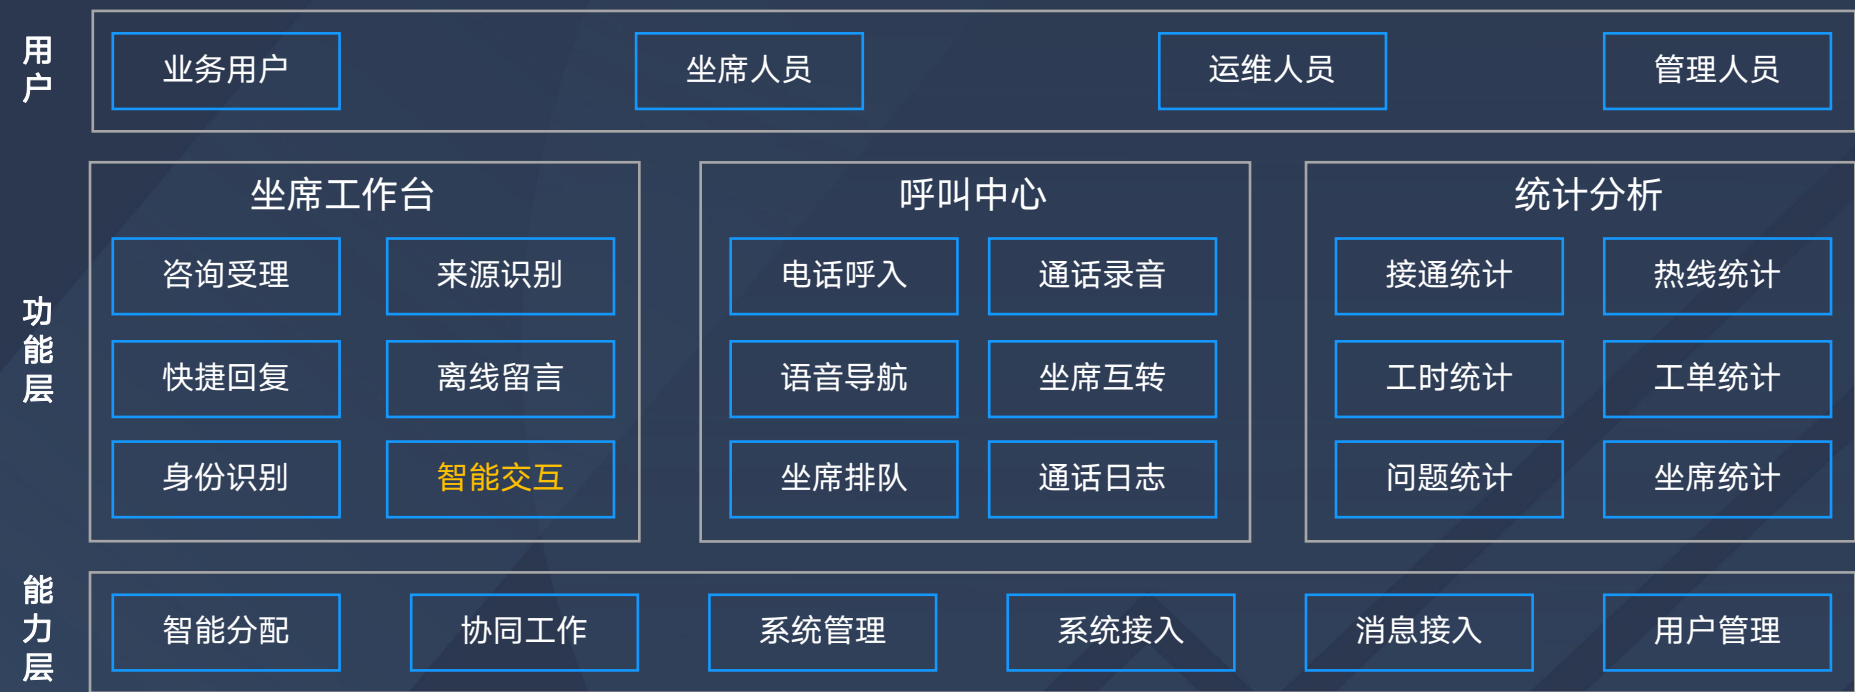 用户
业务用户
坐席人员
运维人员
管理人员
功能层
坐席工作台
咨询受理
来源识别
快捷回复
离线留言
身份识别
智能交互
呼叫中心
电话呼入
通话录音
语音导航
坐席互转
坐席排队
通话日志
统计分析
接通统计
热线统计
工时统计
工单统计
问题统计
坐席统计
能力层
智能分配
协同工作
系统管理
系统接入
消息接入
用户管理